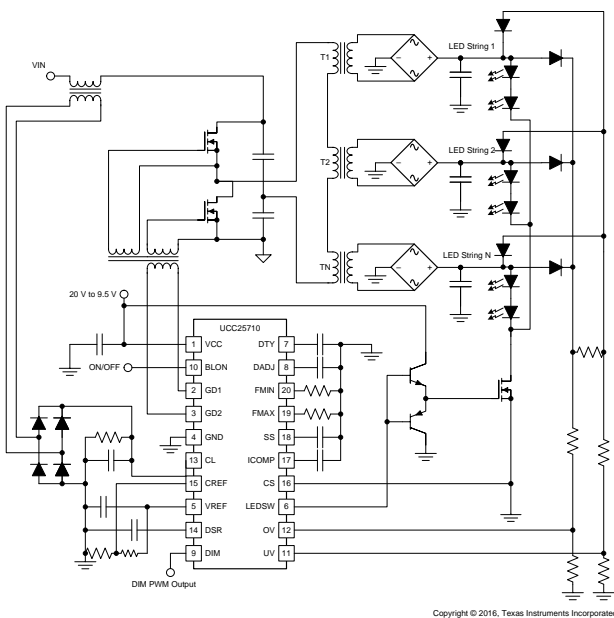 T1
LED String 1
VIN
T2
LED String 2
TN
LED String N
20 V to 9.5 V
UCC25710
1 VCC DTY 7
ON/OFF
10 BLON DADJ 8
2 GD1 FMIN 20
3 GD2 FMAX 19
4 GND SS 18
13 CL ICOMP 17
15 CREF CS 16
5 VREF LEDSW 6
14 DSR OV 12
9 DIM UV 11
DIM PWM Output
Copyright © 2016, Texas Instruments Incorporated